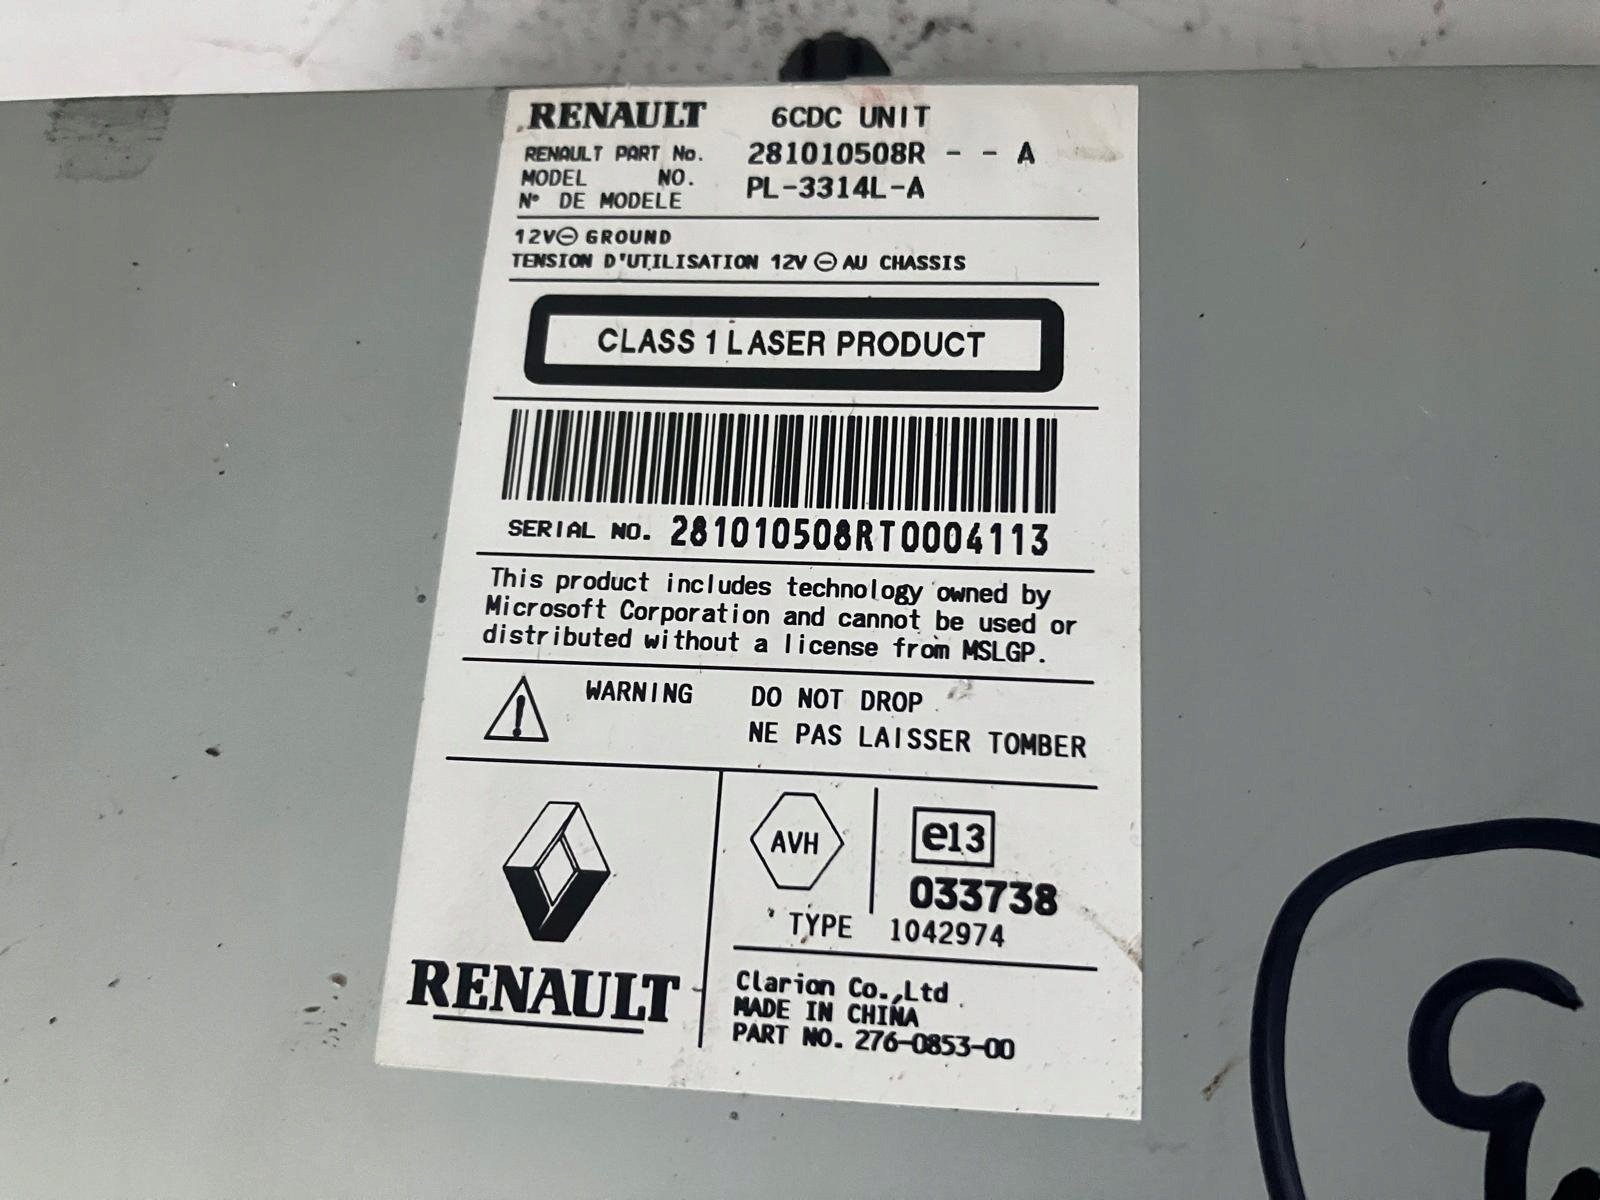 RENAULT 6CDC UNIT
RENAULT PART No. 281010508R - - A
MODEL NO. PL-3314L-A
N° DE MODELE
12V⊖ GROUND
TENSION D'UTILISATION 12V ⊖ AU CHASSIS
CLASS 1 LASER PRODUCT
SERIAL NO. 281010508RT0004113
This product includes technology owned by
Microsoft Corporation and cannot be used or
distributed without a license from MSLGP.
WARNING DO NOT DROP
NE PAS LAISSER TOMBER
AVH
e13
033738
TYPE 1042974
RENAULT
Clarion Co.,Ltd
MADE IN CHINA
PART NO. 276-0853-00